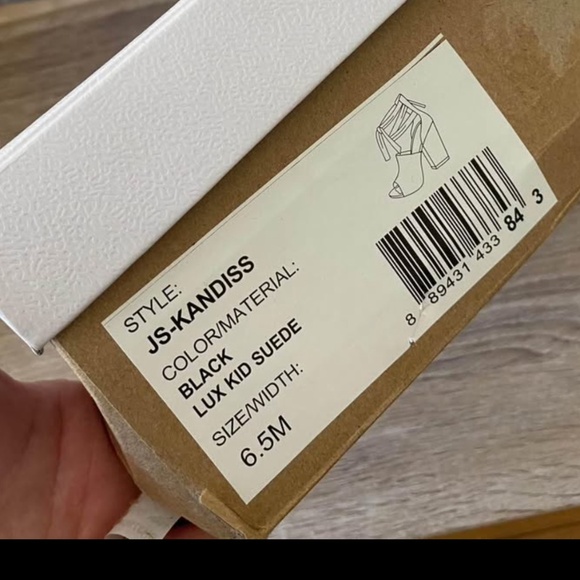 STYLE:
JS-KANDISS
COLOR/MATERIAL:
BLACK
LUX KID SUEDE
SIZE/WIDTH:
6.5M
8 89431 433 84 3